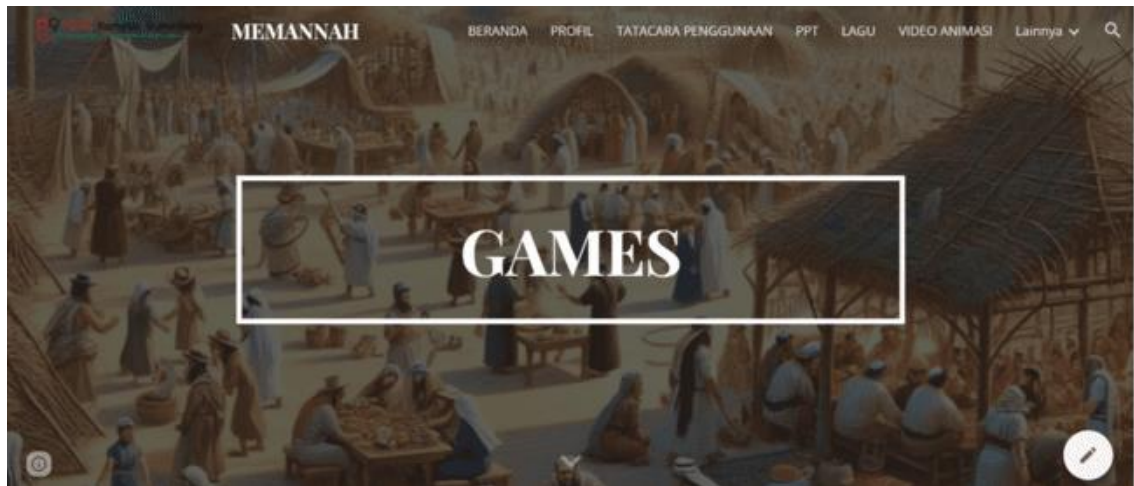 MEMANNAH
BERANDA PROFIL TATACARA PENGGUNAAN PPT LAGU VIDEO ANIMASI Lainnya
GAMES